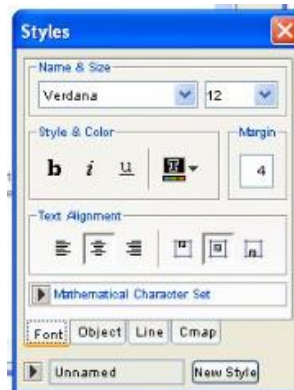 Styles
Name & Size
Verdana 12
Style & Color Margin
b i u T 4
Text Alignment
Mathematical Character Set
Font Object Line Cmap
Unnamed New Style